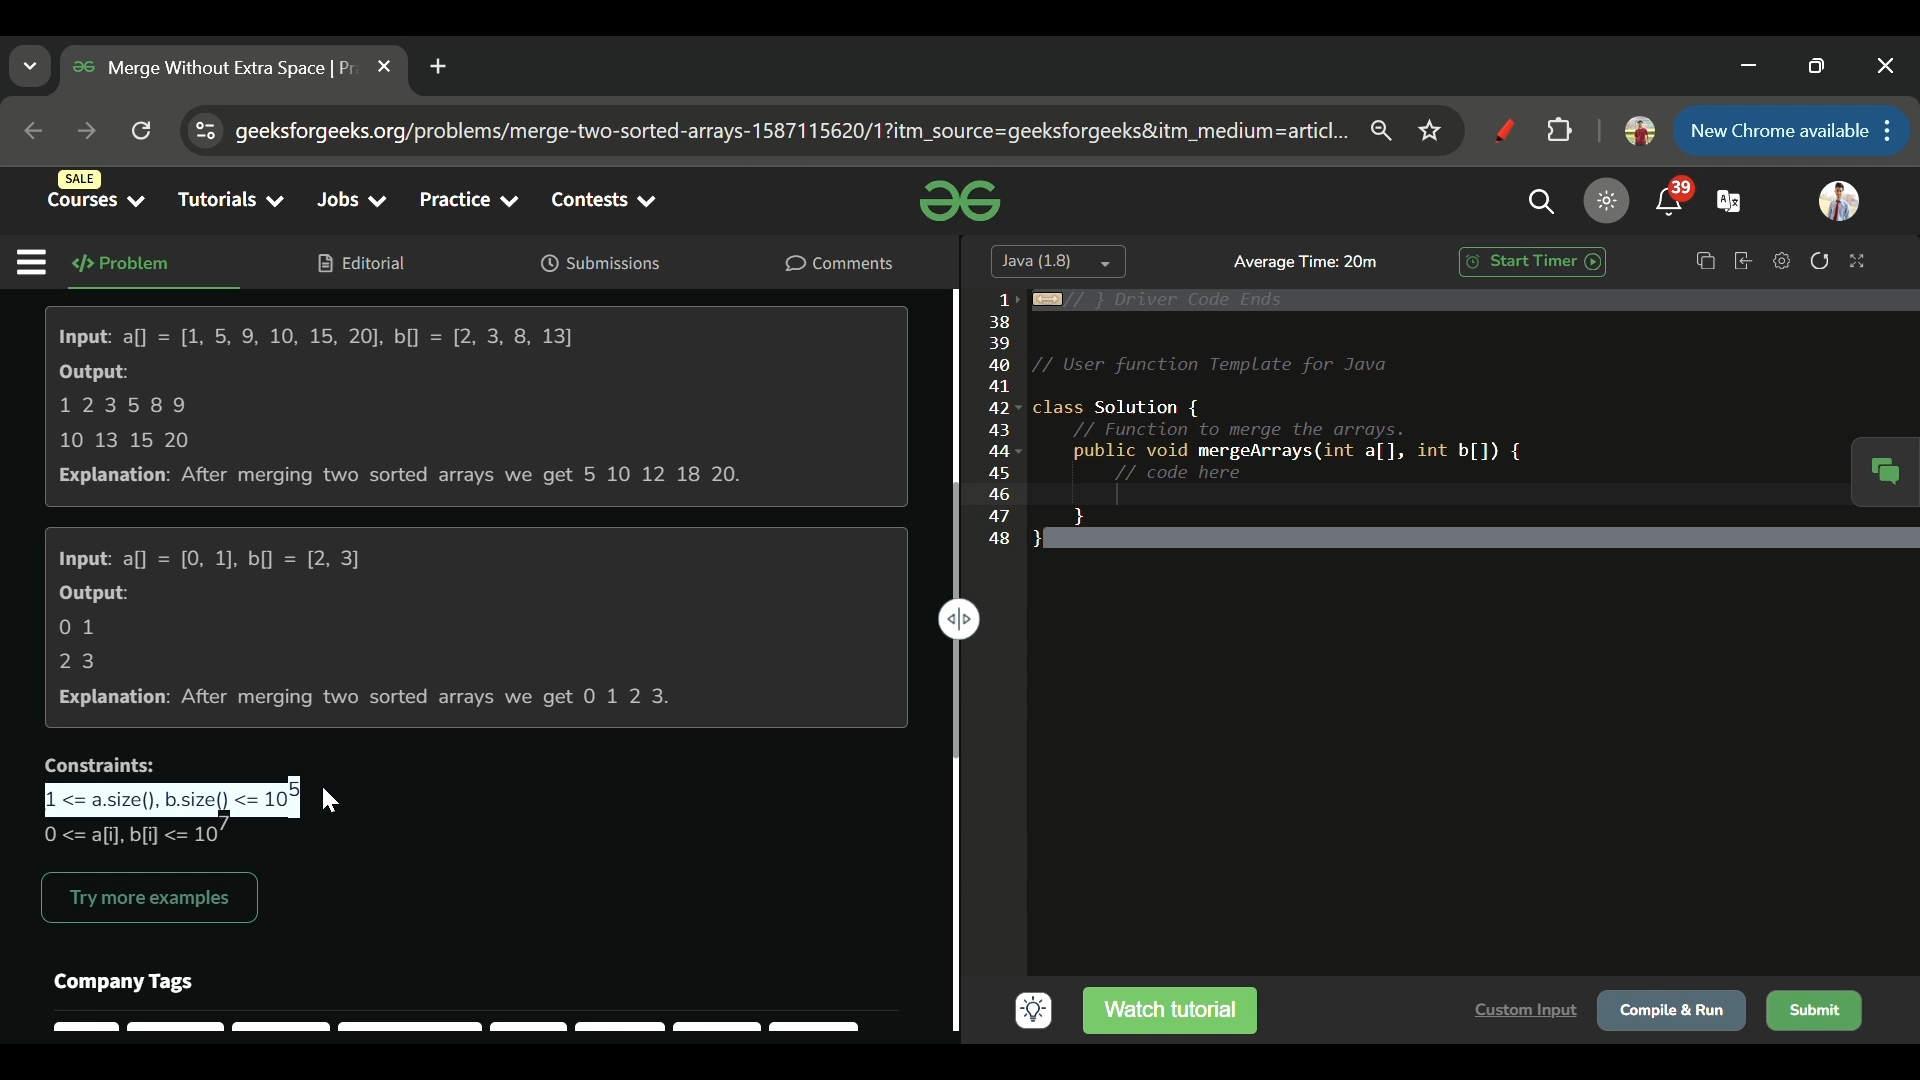 Merge Without Extra Space | Pr
geeksforgeeks.org/problems/merge-two-sorted-arrays-1587115620/1?itm_source=geeksforgeeks&itm_medium=articl...
New Chrome available
SALE
Courses
Tutorials
Jobs
Practice
Contests
39
</> Problem
Editorial
Submissions
Comments
Java (1.8)
Average Time: 20m
Start Timer
Input: a[] = [1, 5, 9, 10, 15, 20], b[] = [2, 3, 8, 13]
Output:
1 2 3 5 8 9
10 13 15 20
Explanation: After merging two sorted arrays we get 5 10 12 18 20.
Input: a[] = [0, 1], b[] = [2, 3]
Output:
0 1
2 3
Explanation: After merging two sorted arrays we get 0 1 2 3.
Constraints:
1 <= a.size(), b.size() <= 10⁵
0 <= a[i], b[i] <= 10⁷
Try more examples
Company Tags
1 // } Driver Code Ends
38
39
40 // User function Template for Java
41
42 class Solution {
43 // Function to merge the arrays.
44 public void mergeArrays(int a[], int b[]) {
45 // code here
46
47 }
48 }
Watch tutorial
Custom Input
Compile & Run
Submit